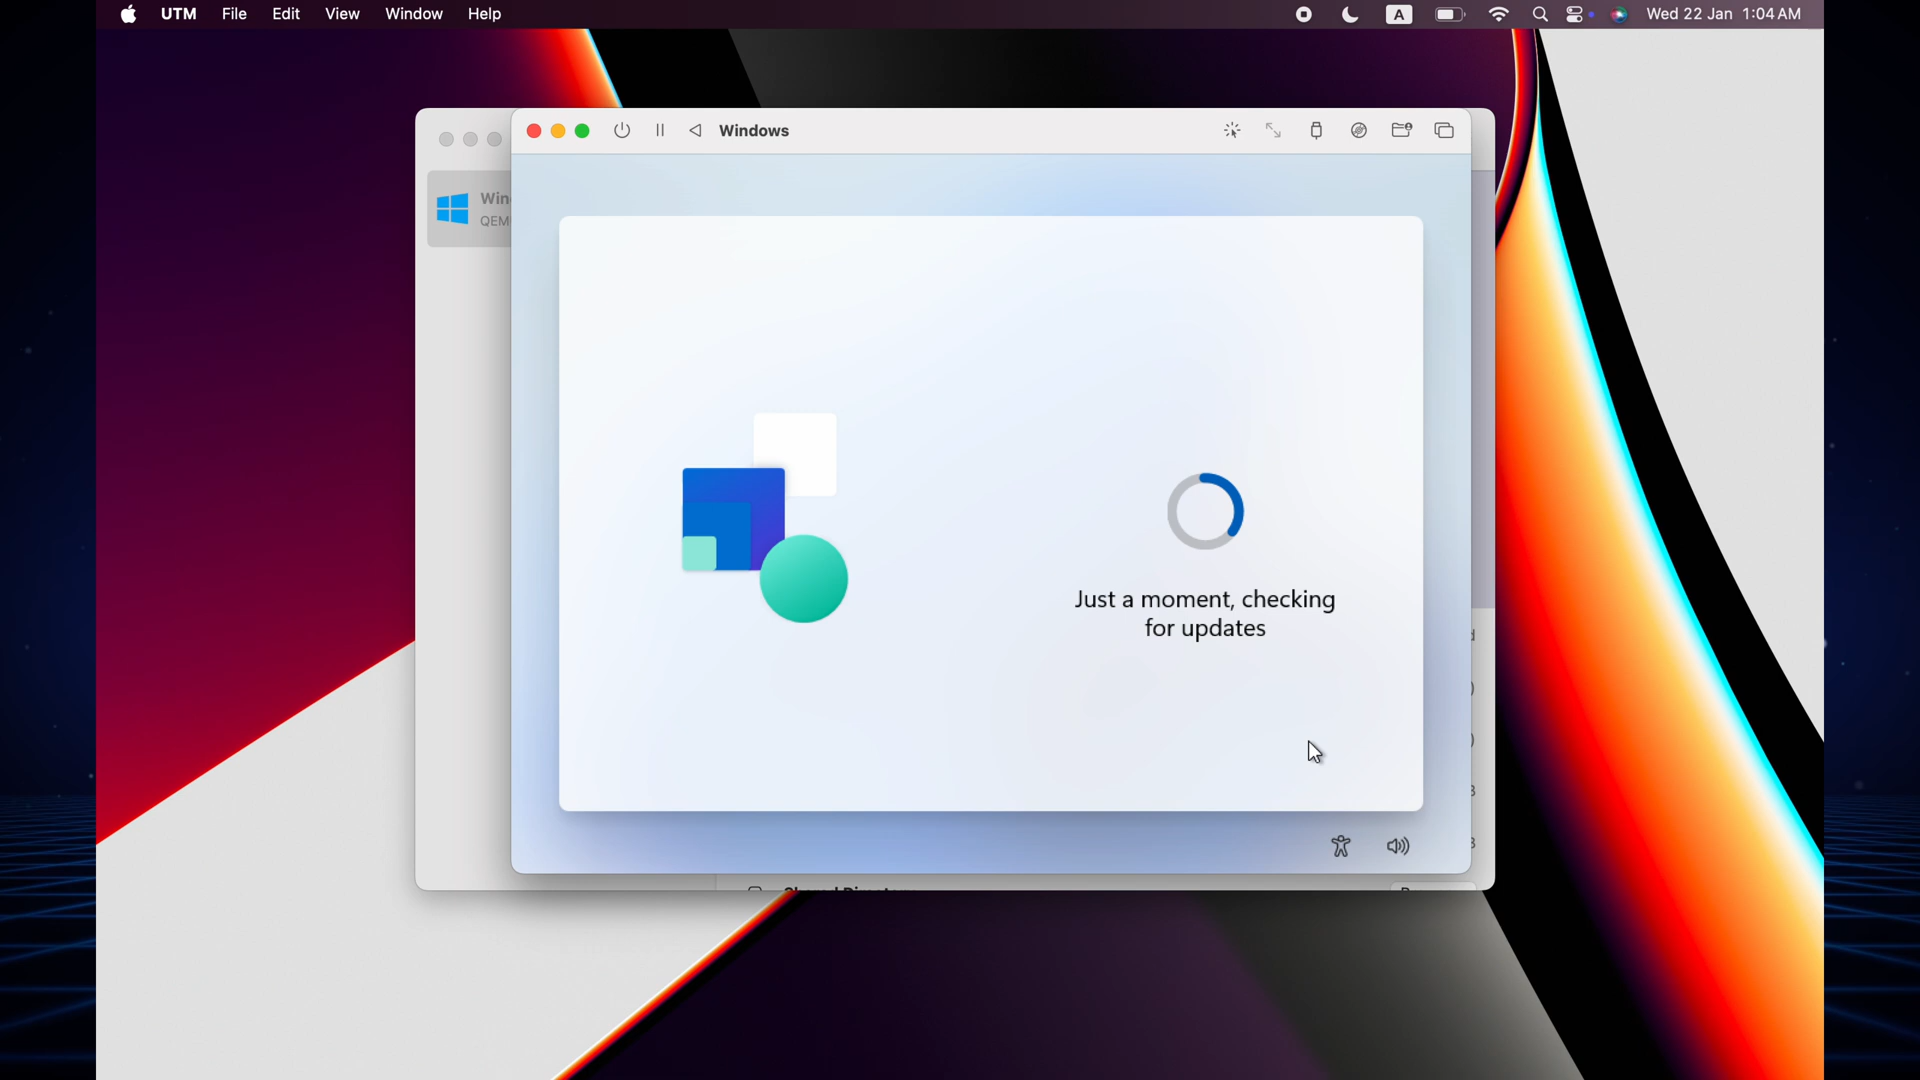 UTM File Edit View Window Help A Wed 22 Jan 1:04 AM
Windows
Just a moment, checking
for updates